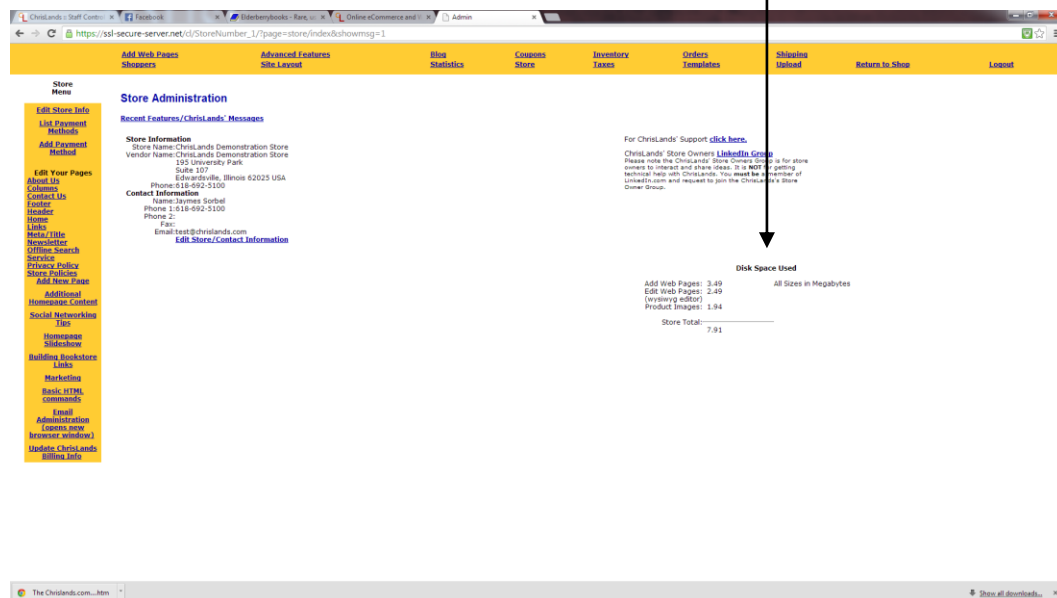 ChrisLands :: Staff Control
Facebook
Elderberrybooks - Rare, us
Online eCommerce and
Admin
https://ssl-secure-server.net/cl/StoreNumber_1/?page=store/index&showmsg=1
Add Web Pages Advanced Features Blog Coupons Inventory Orders Shipping
Shoppers Site Layout Statistics Store Taxes Templates Upload Return to Shop Logout
Store
Menu
Edit Store Info
List Payment
Methods
Add Payment
Method
Edit Your Pages
About Us
Columns
Contact Us
Footer
Header
Home
Links
Meta/Title
Newsletter
Offline Search
Service
Privacy Policy
Store Policies
Add New Page
Additional
Homepage Content
Social Networking
Tips
Homepage
Slideshow
Building Bookstore
Links
Marketing
Basic HTML
commands
Email
Administration
(opens new
browser window)
Update ChrisLands
Billing Info
Store Administration
Recent Features/ChrisLands' Messages
Store Information
Store Name:ChrisLands Demonstration Store
Vendor Name:ChrisLands Demonstration Store
195 University Park
Suite 107
Edwardsville, Illinois 62025 USA
Phone:618-692-5100
Contact Information
Name:Jaymes Sorbel
Phone 1:618-692-5100
Phone 2:
Fax:
Email:test@chrislands.com
Edit Store/Contact Information
For ChrisLands' Support click here.
ChrisLands' Store Owners LinkedIn Group
Please note the ChrisLands' Store Owners Group is for store
owners to interact and share ideas. It is NOT for getting
technical help with ChrisLands. You must be a member of
LinkedIn.com and request to join the ChrisLands's Store
Owner Group.
Disk Space Used
Add Web Pages: 3.49 All Sizes in Megabytes
Edit Web Pages: 2.49
(wysiwyg editor)
Product Images: 1.94
Store Total:
7.91
The Chrislands.com....htm
Show all downloads...